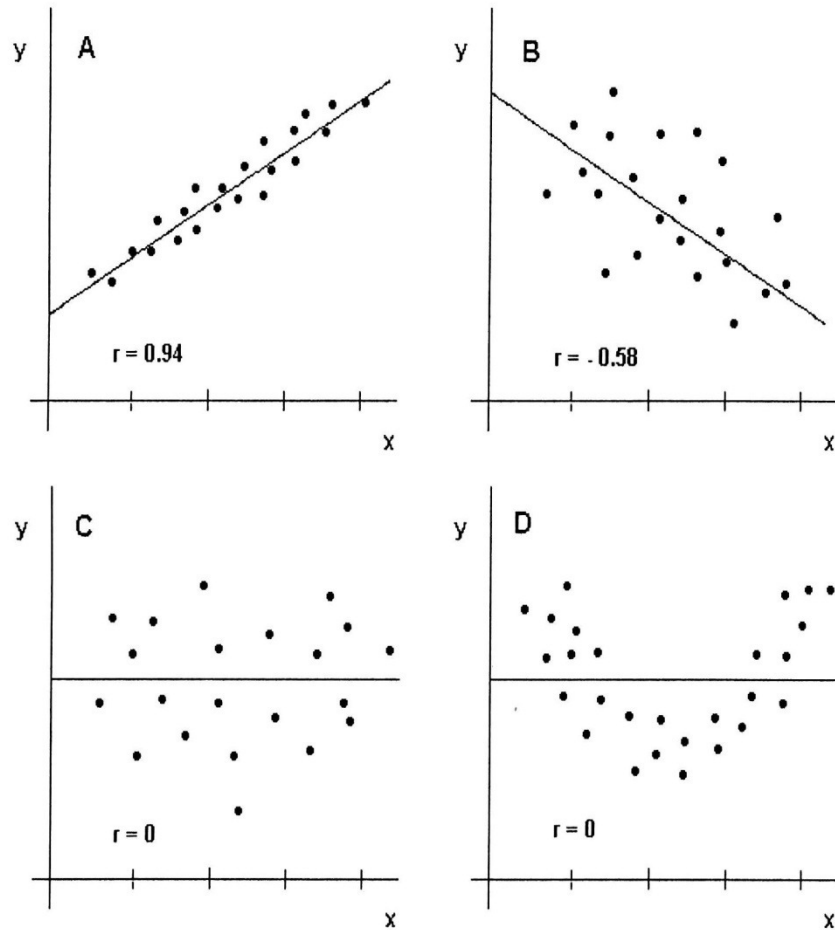 y A
r = 0.94
x
y B
r = - 0.58
x
y C
r = 0
x
y D
r = 0
x